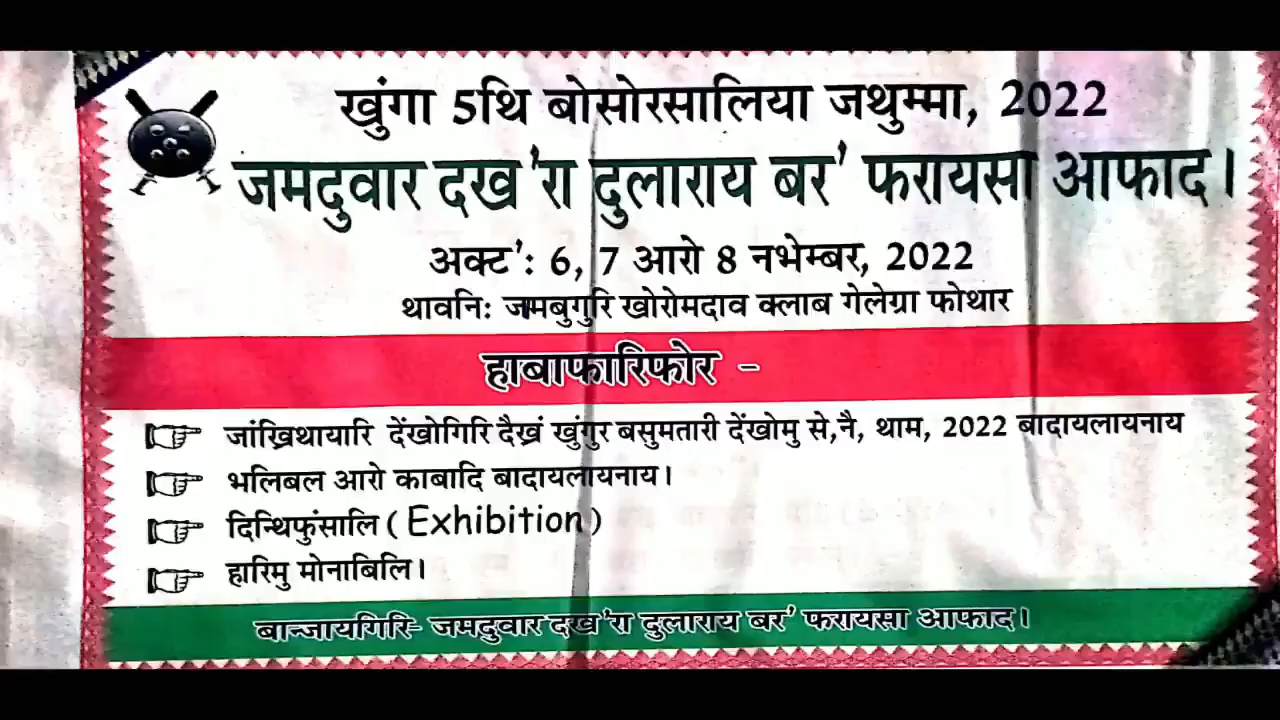 खुंगा 5थि बोसोरसालिया जथुम्मा, 2022
जमदुवार दख'रा दुलाराय बर' फरायसा आफाद।
अक्ट': 6, 7 आरो 8 नभेम्बर, 2022
थावनि: जमबुगुरि खोरोमदाव क्लाब गेलेग्रा फोथार
हाबाफारिफोर -
जांख्रिथायारि देंखोगिरि दैख्रं खुंगुर बसुमतारी देंखोमु से,नै, थाम, 2022 बादायलायनाय
भलिबल आरो काबादि बादायलायनाय।
दिन्थिफुंसालि ( Exhibition )
हारिमु मोनाबिलि।
बान्जायगिरि- जमदुवार दख'रा दुलाराय बर' फरायसा आफाद।